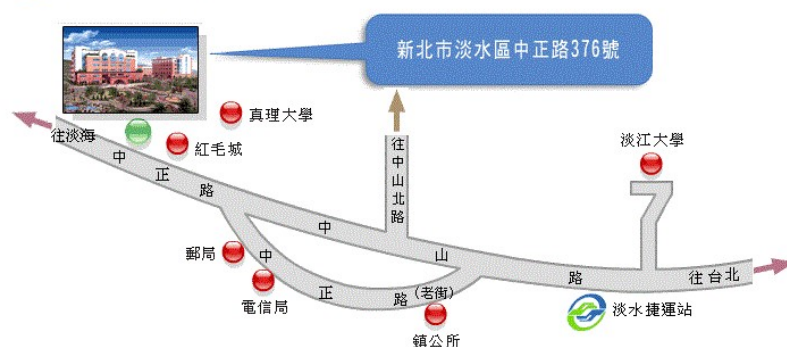 新北市淡水區中正路376號
真理大學
往淡海
紅毛城
中正路
往中山北路
淡江大學
中山路
往台北
郵局
電信局
中正路(老街)
鎮公所
淡水捷運站